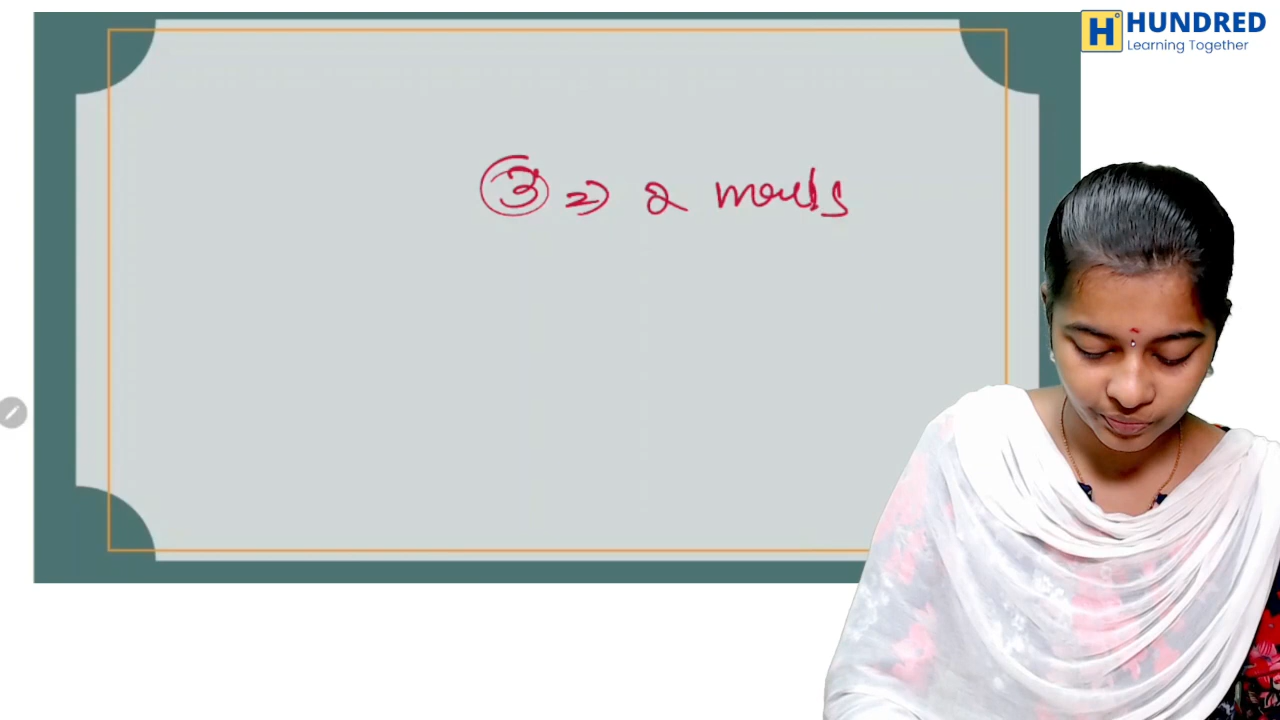 H° HUNDRED
Learning Together
③ => 2 marks